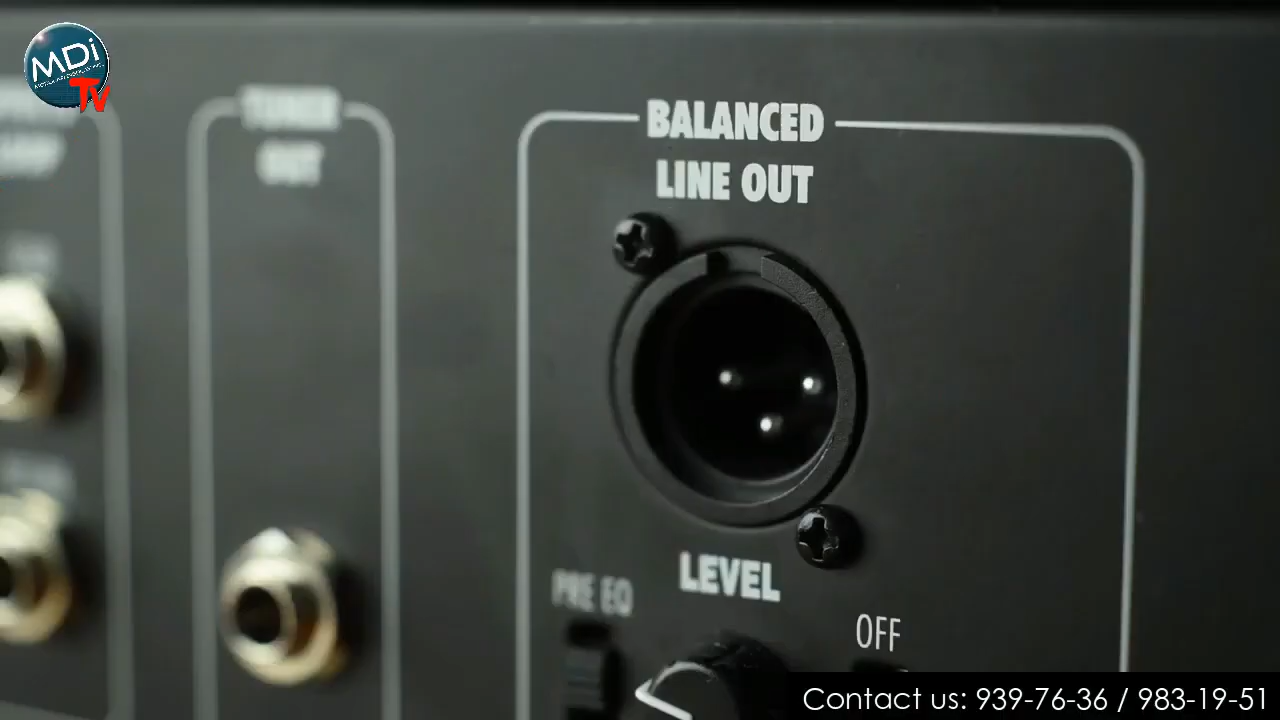 MDi
TV
TUNER
OUT
BALANCED
LINE OUT
LEVEL
PRE EQ
OFF
Contact us: 939-76-36 / 983-19-51